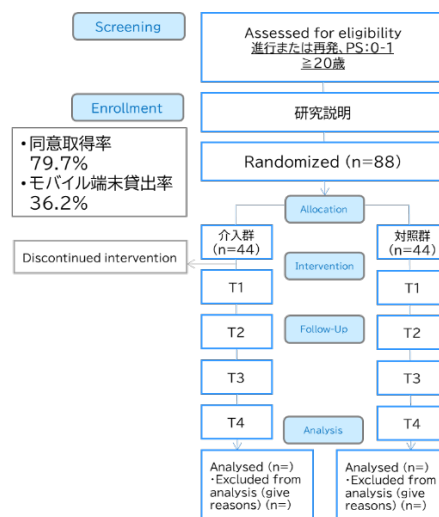 Screening
Assessed for eligibility
進行または再発、PS:0-1
≧20歳
Enrollment
研究説明
・同意取得率
79.7%
・モバイル端末貸出率
36.2%
Randomized (n=88)
Allocation
介入群
(n=44)
対照群
(n=44)
Discontinued intervention
Intervention
T1
T1
T2
Follow-Up
T2
T3
T3
T4
T4
Analysis
Analysed (n=)
・Excluded from
analysis (give
reasons) (n=)
Analysed (n=)
・Excluded from
analysis (give
reasons) (n=)